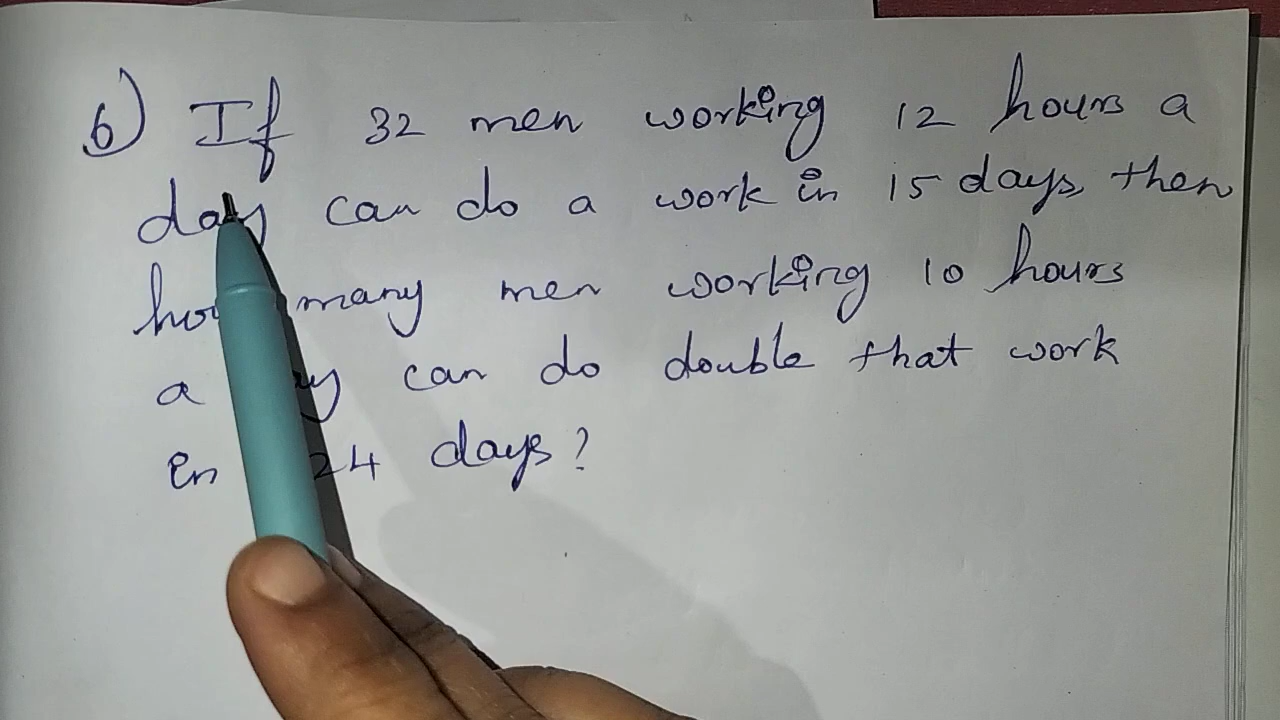 6) If 32 men working 12 hours a
day can do a work in 15 days, then
many men working 10 hours
a can do double that work
in 24 days?